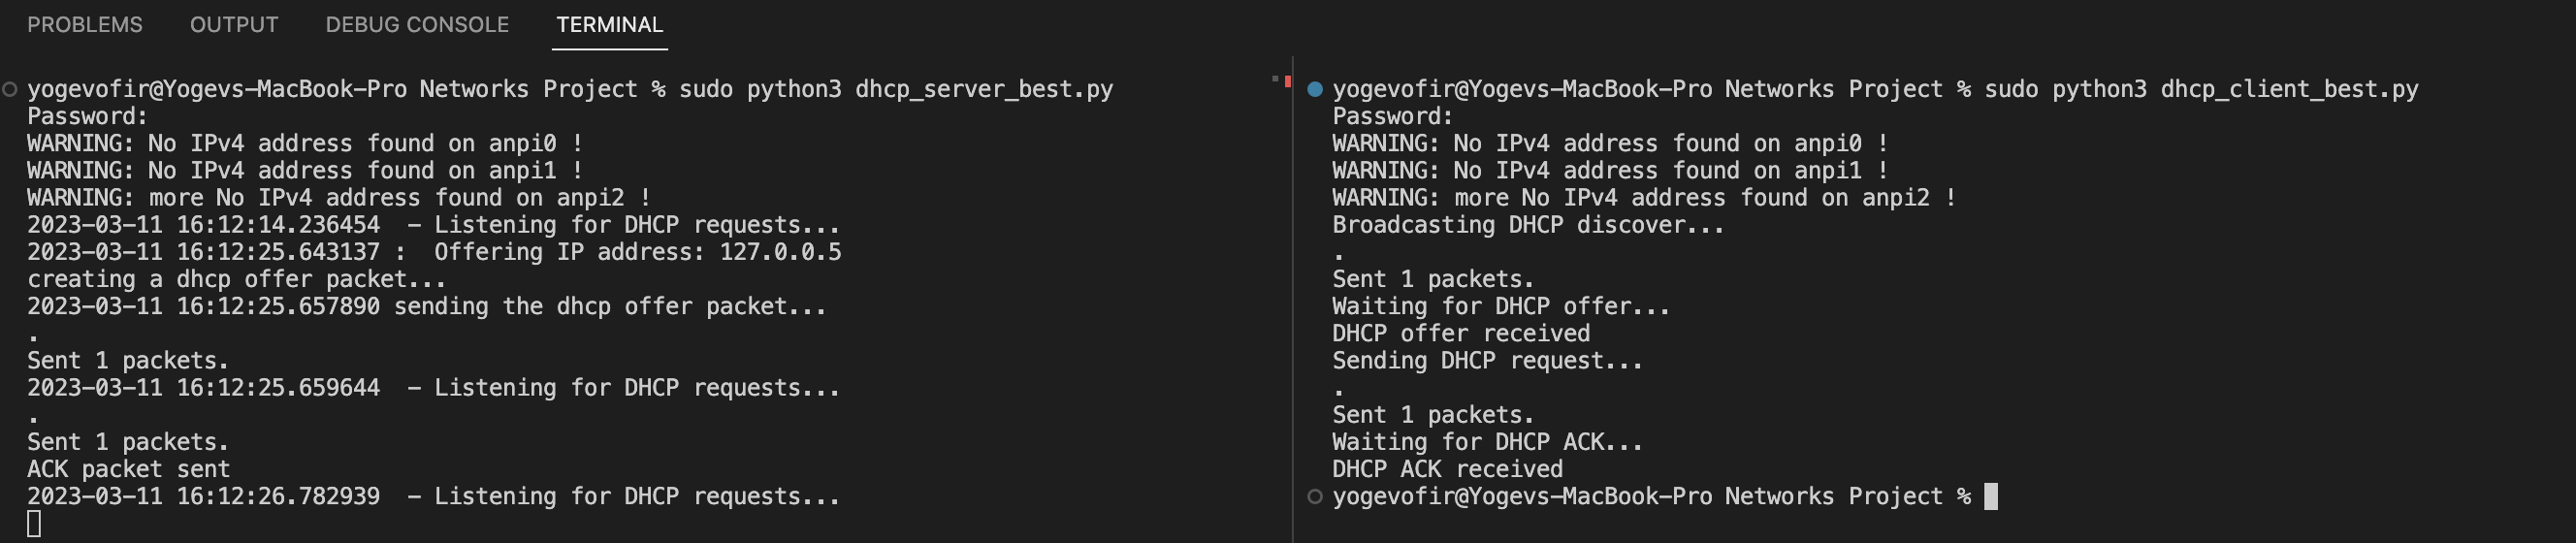 PROBLEMS OUTPUT DEBUG CONSOLE TERMINAL
yogevofir@Yogevs-MacBook-Pro Networks Project % sudo python3 dhcp_server_best.py
Password:
WARNING: No IPv4 address found on anpi0 !
WARNING: No IPv4 address found on anpi1 !
WARNING: more No IPv4 address found on anpi2 !
2023-03-11 16:12:14.236454  - Listening for DHCP requests...
2023-03-11 16:12:25.643137 :  Offering IP address: 127.0.0.5
creating a dhcp offer packet...
2023-03-11 16:12:25.657890 sending the dhcp offer packet...
.
Sent 1 packets.
2023-03-11 16:12:25.659644  - Listening for DHCP requests...
.
Sent 1 packets.
ACK packet sent
2023-03-11 16:12:26.782939  - Listening for DHCP requests...
yogevofir@Yogevs-MacBook-Pro Networks Project % sudo python3 dhcp_client_best.py
Password:
WARNING: No IPv4 address found on anpi0 !
WARNING: No IPv4 address found on anpi1 !
WARNING: more No IPv4 address found on anpi2 !
Broadcasting DHCP discover...
.
Sent 1 packets.
Waiting for DHCP offer...
DHCP offer received
Sending DHCP request...
.
Sent 1 packets.
Waiting for DHCP ACK...
DHCP ACK received
yogevofir@Yogevs-MacBook-Pro Networks Project %